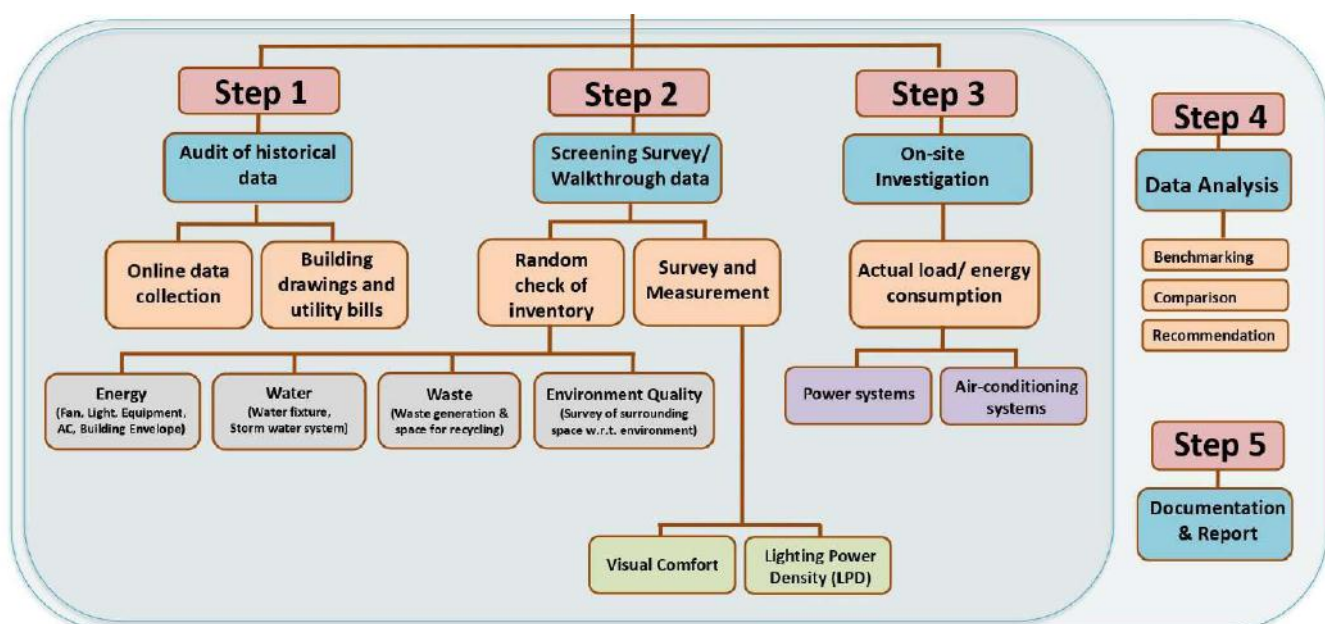 Step 1
Audit of historical
data
Online data
collection
Building
drawings and
utility bills
Step 2
Screening Survey/
Walkthrough data
Random
check of
inventory
Survey and
Measurement
Energy
(Fan, Light, Equipment,
AC, Building Envelope)
Water
(Water fixture,
Storm water system)
Waste
(Waste generation &
space for recycling)
Environment Quality
(Survey of surrounding
space w.r.t. environment)
Visual Comfort
Lighting Power
Density (LPD)
Step 3
On-site
Investigation
Actual load/ energy
consumption
Power systems
Air-conditioning
systems
Step 4
Data Analysis
Benchmarking
Comparison
Recommendation
Step 5
Documentation
& Report